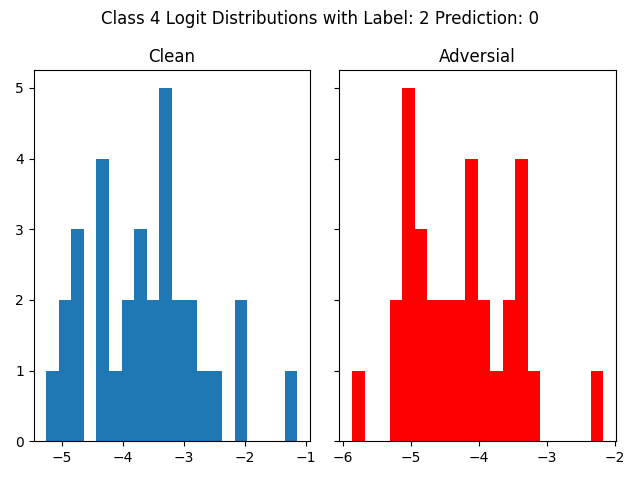 Class 4 Logit Distributions with Label: 2 Prediction: 0
Clean
Adversial
5
4
3
2
1
0
−5 −4 −3 −2 −1
−6 −5 −4 −3 −2